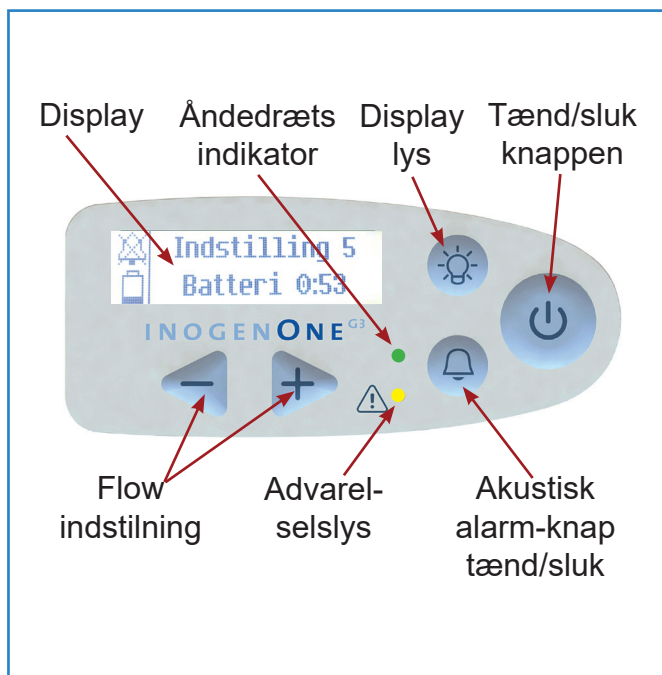 Display
Åndedræts
indikator
Display
lys
Tænd/sluk
knappen
Indstilling 5
Batteri 0:53
INOGENONE G3
Flow
indstilning
Advarel-
selslys
Akustisk
alarm-knap
tænd/sluk